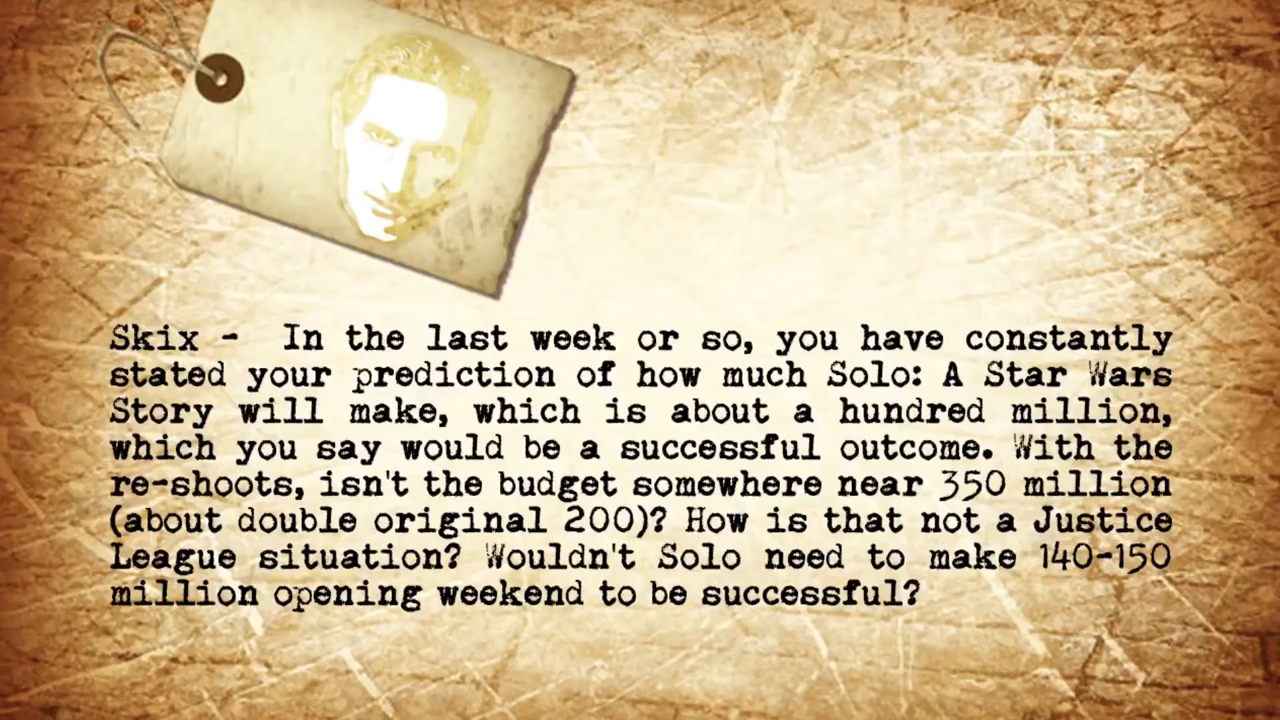 Skix - In the last week or so, you have constantly
stated your prediction of how much Solo: A Star Wars
Story will make, which is about a hundred million,
which you say would be a successful outcome. With the
re-shoots, isn't the budget somewhere near 350 million
(about double original 200)? How is that not a Justice
League situation? Wouldn't Solo need to make 140-150
million opening weekend to be successful?